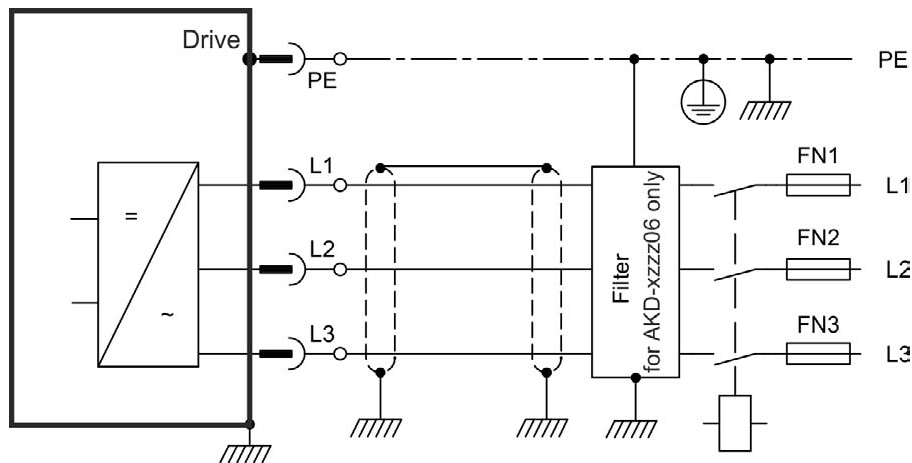 Drive
PE
PE
L1
FN1
L1
L2
FN2
L2
L3
FN3
L3
Filter
for AKD-xzzz06 only
=
~